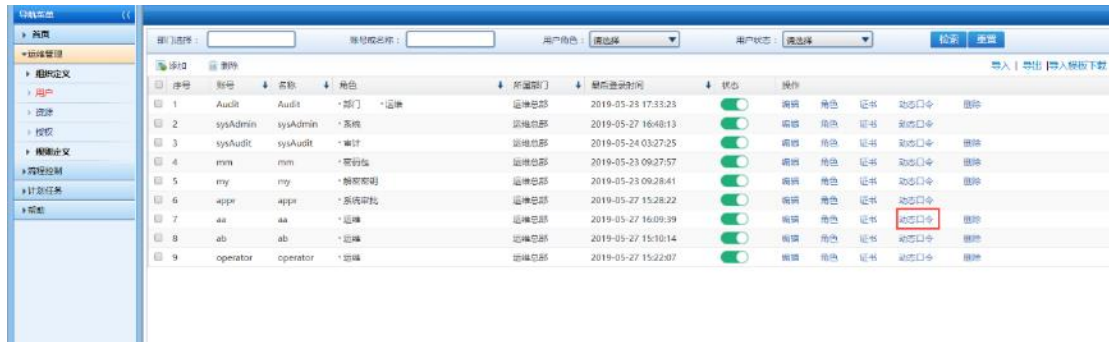 导航菜单 <<
首页
运维管理
组织定义
用户
资源
授权
规则定义
流程控制
计划任务
帮助
部门选择： 账号或名称： 用户角色： 请选择 用户状态： 请选择 检索 重置
添加 删除 导入 | 导出 |导入模板下载
序号 账号 名称 角色 所属部门 最后登录时间 状态 操作
1 Audit Audit ·部门 ·运维 运维总部 2019-05-23 17:33:23 编辑 角色 证书 动态口令 删除
2 sysAdmin sysAdmin ·系统 运维总部 2019-05-27 16:48:13 编辑 角色 证书 动态口令
3 sysAudit sysAudit ·审计 运维总部 2019-05-24 03:27:25 编辑 角色 证书 动态口令 删除
4 mm mm ·密码包 运维总部 2019-05-23 09:27:57 编辑 角色 证书 动态口令 删除
5 my my ·解密密钥 运维总部 2019-05-23 09:28:41 编辑 角色 证书 动态口令 删除
6 appr appr ·系统审批 运维总部 2019-05-27 15:28:22 编辑 角色 证书 动态口令
7 aa aa ·运维 运维总部 2019-05-27 16:09:39 编辑 角色 证书 动态口令 删除
8 ab ab ·运维 运维总部 2019-05-27 15:10:14 编辑 角色 证书 动态口令 删除
9 operator operator ·运维 运维总部 2019-05-27 15:22:07 编辑 角色 证书 动态口令 删除